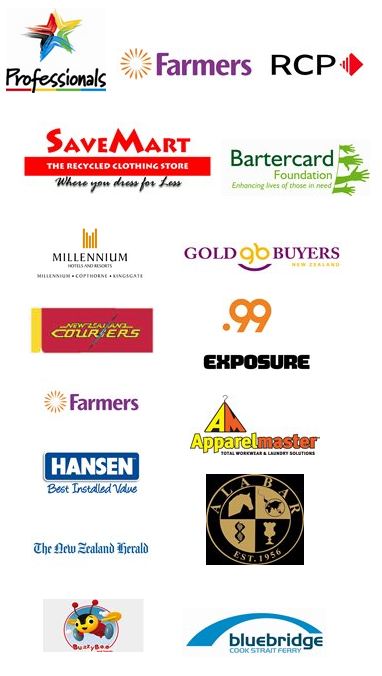 Professionals
Farmers
RCP
SAVEMART
THE RECYCLED CLOTHING STORE
Where you dress for Less
Bartercard
Foundation
Enhancing lives of those in need
MILLENNIUM
HOTELS AND RESORTS
MILLENNIUM • COPTHORNE • KINGSGATE
GOLD gb BUYERS
NEW ZEALAND
NEW ZEALAND
COURIERS
.99
EXPOSURE
Farmers
AM
Apparelmaster
TOTAL WORKWEAR & LAUNDRY SOLUTIONS
HANSEN
Best Installed Value
ALABAR
EST. 1956
The New Zealand Herald
BuzzyBee
bluebridge
COOK STRAIT FERRY